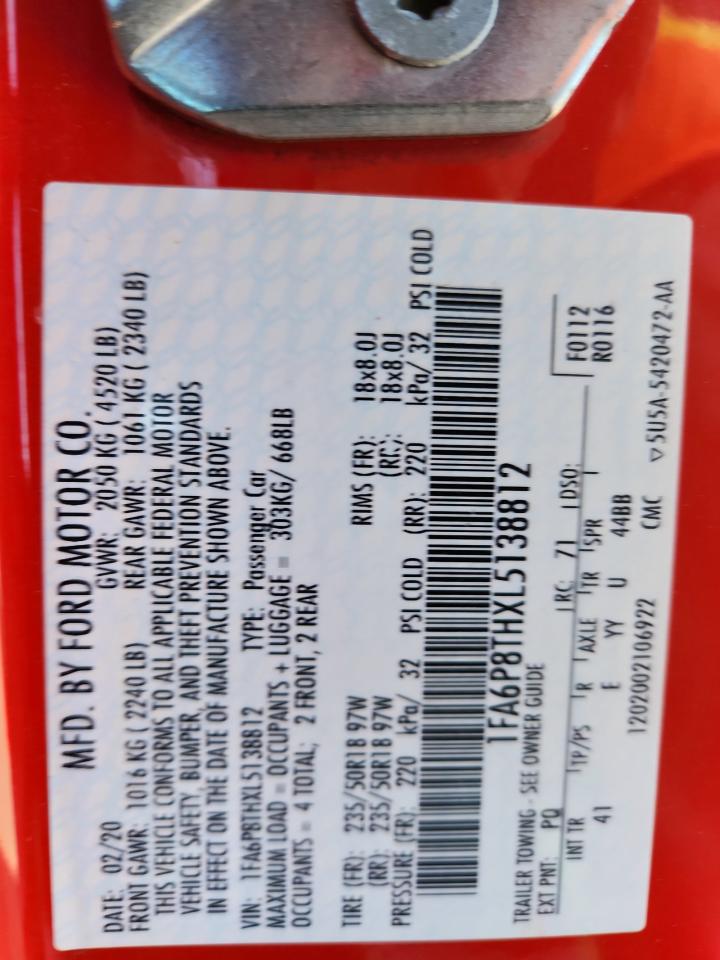 MFD. BY FORD MOTOR CO.
DATE: 02/20 GVWR: 2050 KG ( 4520 LB)
FRONT GAWR: 1016 KG ( 2240 LB) REAR GAWR: 1061 KG ( 2340 LB)
THIS VEHICLE CONFORMS TO ALL APPLICABLE FEDERAL MOTOR
VEHICLE SAFETY, BUMPER, AND THEFT PREVENTION STANDARDS
IN EFFECT ON THE DATE OF MANUFACTURE SHOWN ABOVE.
VIN: 1FA6P8THXL5138812 TYPE: Passenger Car
MAXIMUM LOAD = OCCUPANTS + LUGGAGE = 303KG/ 668LB
OCCUPANTS = 4 TOTAL; 2 FRONT, 2 REAR
TIRE (FR): 235/50R18 97W RIMS (FR): 18x8.0J
(RR): 235/50R18 97W (RC): 18x8.0J
PRESSURE (FR): 220 kPa/ 32 PSI COLD (RR): 220 kPa/ 32 PSI COLD
1FA6P8THXL5138812
TRAILER TOWING - SEE OWNER GUIDE
EXT PNT: PQ RC: 71 DSO: F0112
R0116
INT TR TP/PS R AXLE TR SPR
41 E YY U 44BB
1202002106922 CMC ▽5U5A-5420472-AA